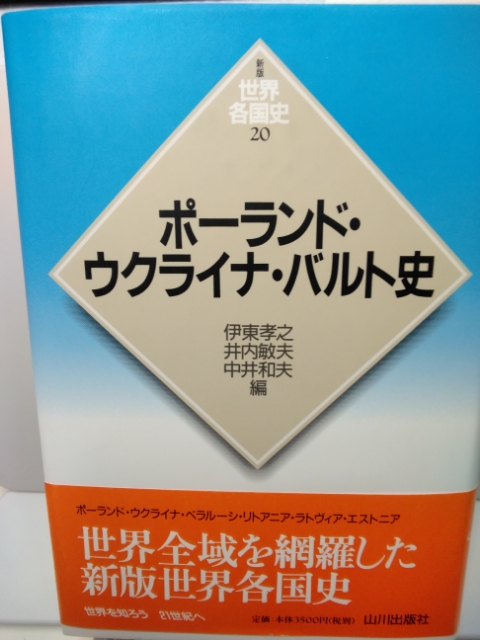 新版
世界
各国史
20
ポーランド・
ウクライナ・バルト史
伊東孝之
井内敏夫
中井和夫
編
ポーランド・ウクライナ・ベラルーシ・リトアニア・ラトヴィア・エストニア
世界全域を網羅した
新版世界各国史
世界を知ろう 21世紀へ
定価：本体3500円(税別)
山川出版社